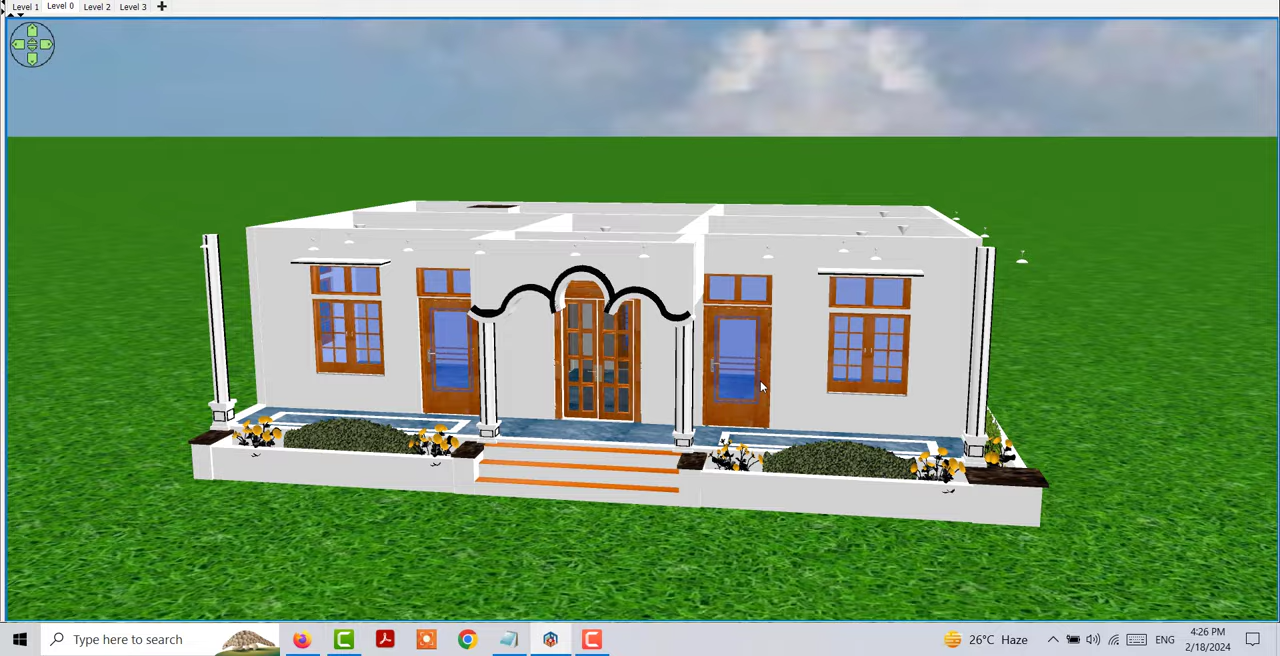 Level 1 Level 0 Level 2 Level 3
Type here to search
26°C Haze
ENG
4:26 PM
2/18/2024